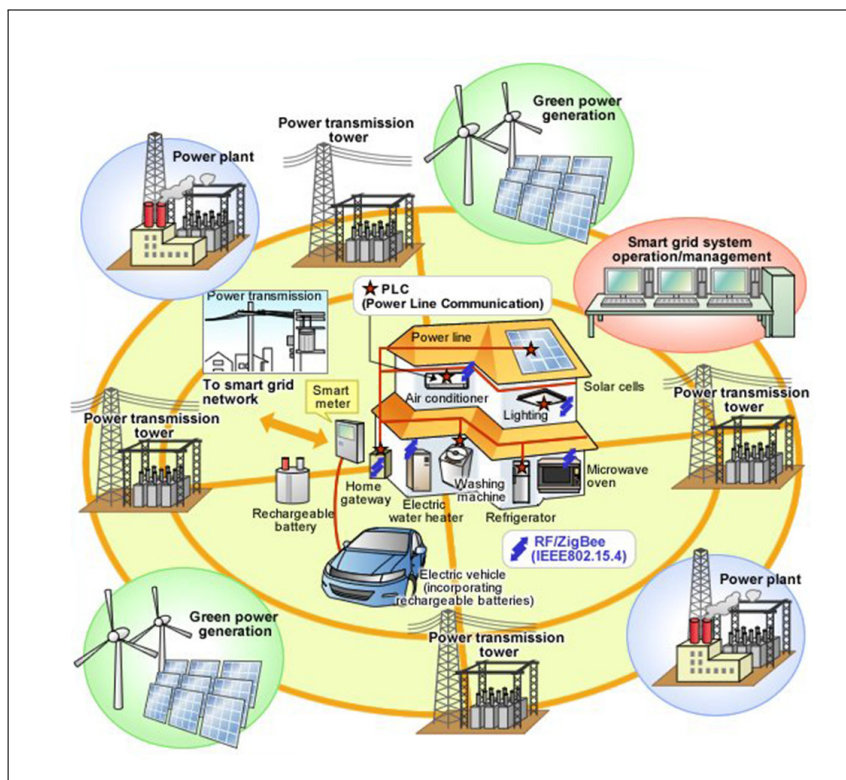 Green power
generation
Power transmission
tower
Power plant
Smart grid system
operation/management
PLC
(Power Line Communication)
Power transmission
Power line
To smart grid
network
Smart
meter
Air conditioner
Solar cells
Lighting
Power transmission
tower
Power transmission
tower
Home
gateway
Electric
water heater
Washing
machine
Refrigerator
Microwave
oven
Rechargeable
battery
RF/ZigBee
(IEEE802.15.4)
Electric vehicle
(incorporating
rechargeable batteries)
Power plant
Green power
generation
Power transmission
tower